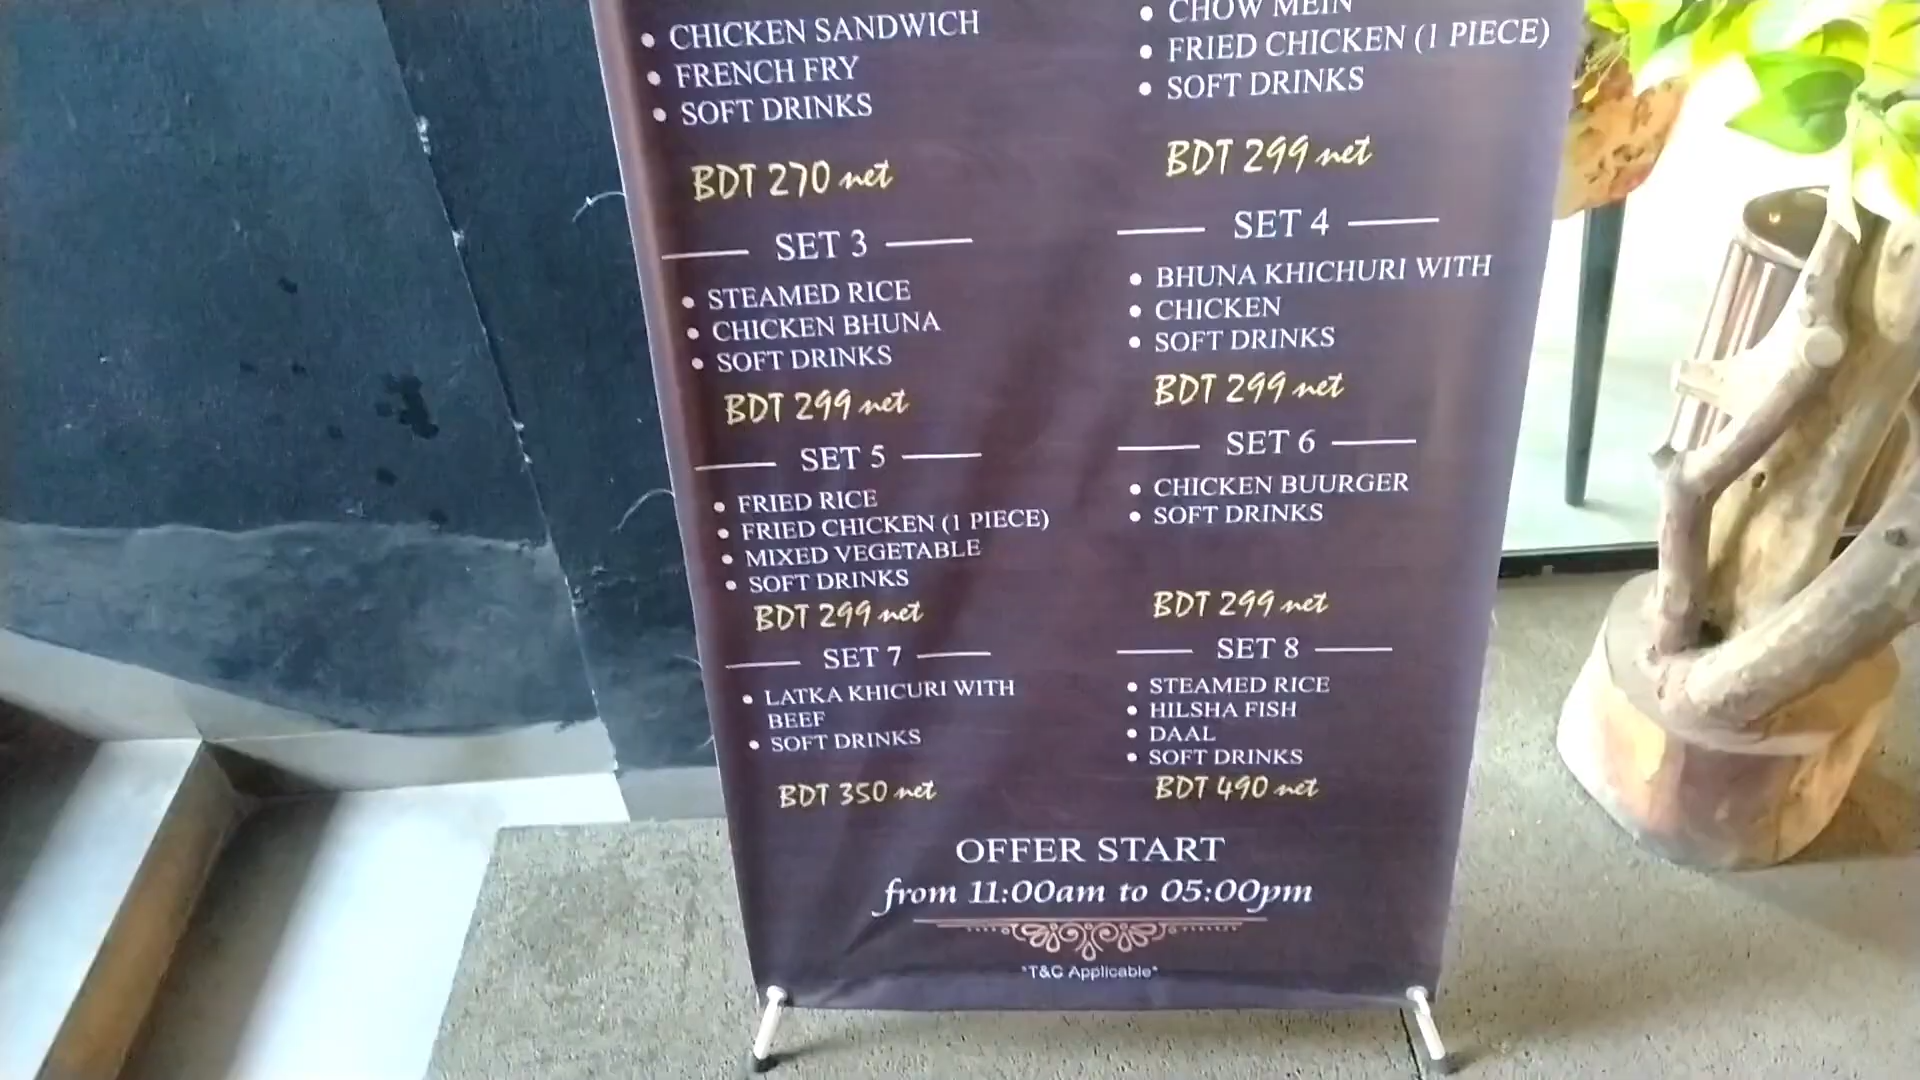 CHICKEN SANDWICH
FRENCH FRY
SOFT DRINKS
BDT 270 net
CHOW MEIN
FRIED CHICKEN (1 PIECE)
SOFT DRINKS
BDT 299 net
SET 3
STEAMED RICE
CHICKEN BHUNA
SOFT DRINKS
BDT 299 net
SET 4
BHUNA KHICHURI WITH
CHICKEN
SOFT DRINKS
BDT 299 net
SET 5
FRIED RICE
FRIED CHICKEN (1 PIECE)
MIXED VEGETABLE
SOFT DRINKS
BDT 299 net
SET 6
CHICKEN BUURGER
SOFT DRINKS
BDT 299 net
SET 7
LATKA KHICURI WITH
BEEF
SOFT DRINKS
BDT 350 net
SET 8
STEAMED RICE
HILSHA FISH
DAAL
SOFT DRINKS
BDT 490 net
OFFER START
from 11:00am to 05:00pm
*T&C Applicable*